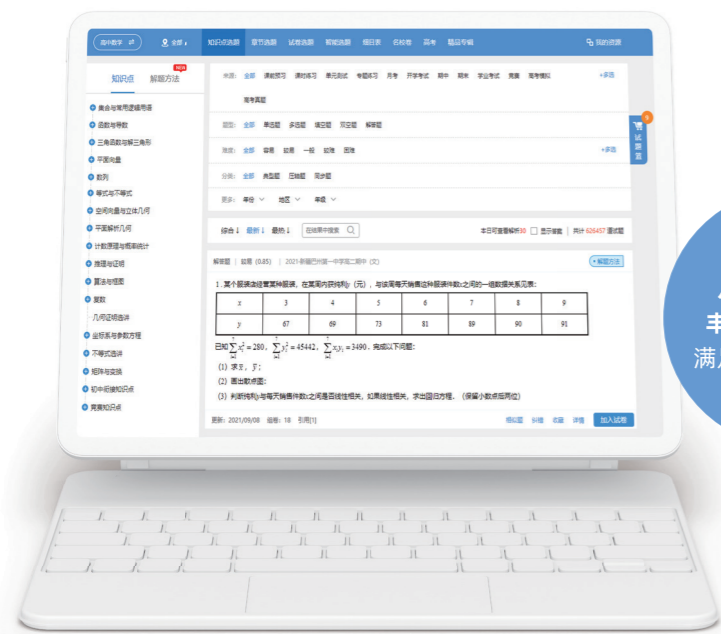 高中数学 全部
知识点选题 章节选题 试卷选题 智能选题 细目表 名校卷 高考 精品专辑 我的资源
知识点 解题方法 NEW
集合与常用逻辑用语
函数与导数
三角函数与解三角形
平面向量
数列
等式与不等式
空间向量与立体几何
平面解析几何
计数原理与概率统计
推理与证明
算法与框图
复数
几何证明选讲
坐标系与参数方程
不等式选讲
矩阵与变换
初中衔接知识点
竞赛知识点
来源: 全部 课前预习 课时练习 单元测试 专题练习 月考 开学考试 期中 期末 学业考试 竞赛 高考模拟 +多选
高考真题
题型: 全部 单选题 多选题 填空题 双空题 解答题
难度: 全部 容易 较易 一般 较难 困难 +多选
分类: 全部 典型题 压轴题 同步题
更多: 年份 地区 年级
综合↓ 最新↓ 最热↓ 在结果中搜索 本日可查看解析30 显示答案 共计 626457 道试题
解答题 | 较易 (0.85) | 2021·新疆巴州第一中学高二期中（文） +解题方法
1. 某个服装店经营某种服装，在某周内获纯利y（元），与该周每天销售这种服装件数x之间的一组数据关系见表：
x 3 4 5 6 7 8 9
y 67 69 73 81 89 90 91
已知∑_{i=1}^{7}x_i²=280，∑_{i=1}^{7}y_i²=45442，∑_{i=1}^{7}x_iy_i=3490. 完成以下问题：
(1) 求x̄，ȳ；
(2) 画出散点图；
(3) 判断纯利y与每天销售件数x之间是否线性相关，如果线性相关，求出回归方程.（保留小数点后两位）
更新: 2021/09/08 组卷: 18 引用[1] 相似题 纠错 收藏 详情 加入试卷
试题篮
丰
满